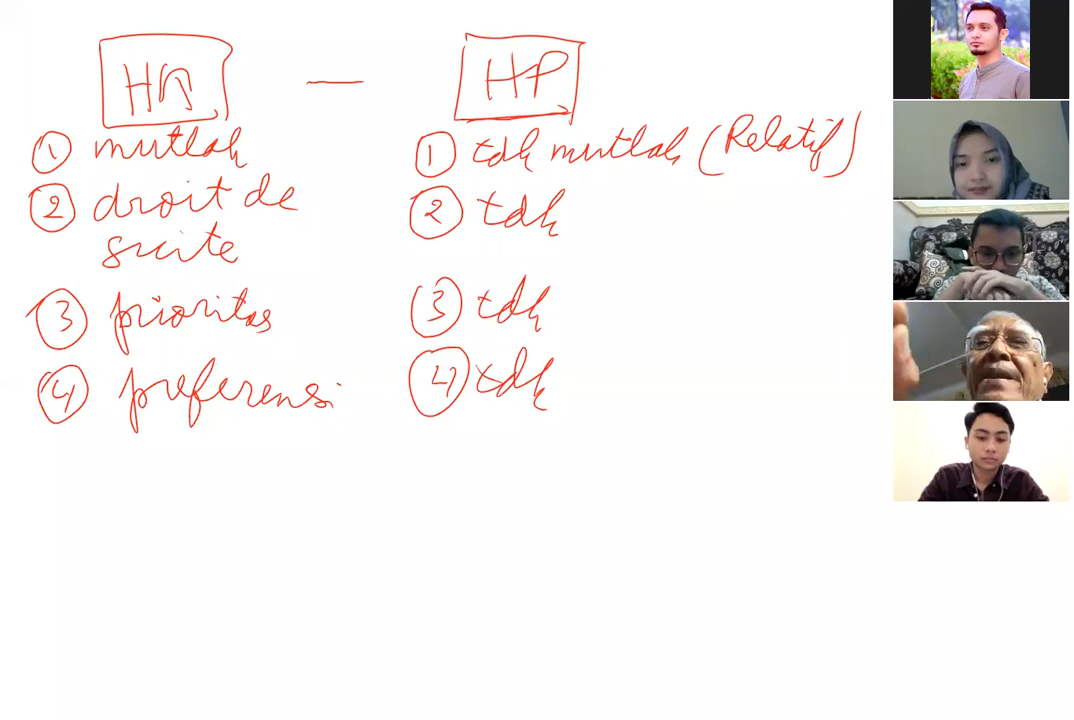 HP
① mutlak
① tdk mutlak (Relatif)
② droit de
suite
② tdk
③ prioritas
③ tdk
④ preferensi
④ tdk